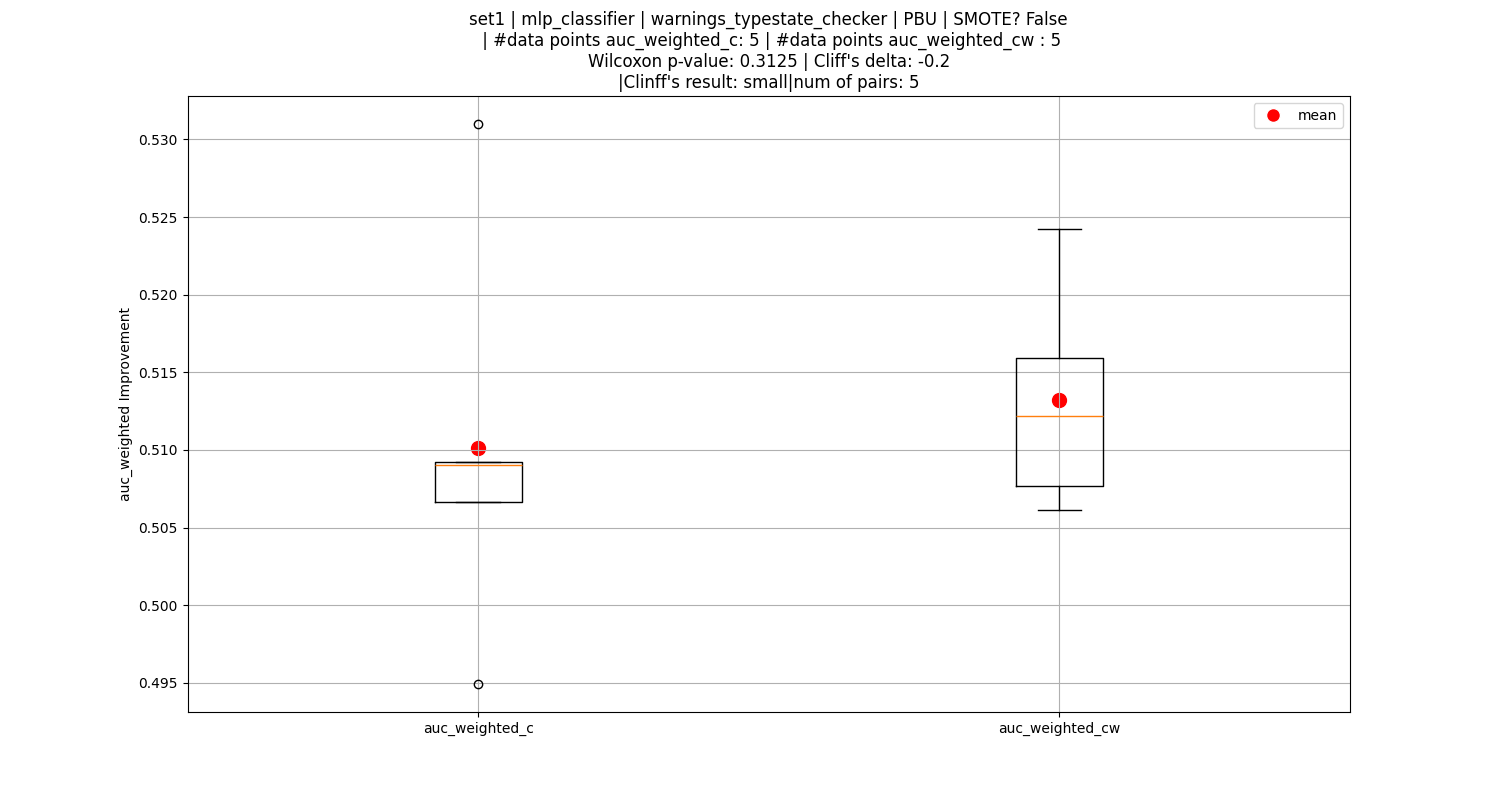 set1 | mlp_classifier | warnings_typestate_checker | PBU | SMOTE? False
| #data points auc_weighted_c: 5 | #data points auc_weighted_cw : 5
Wilcoxon p-value: 0.3125 | Cliff's delta: -0.2
|Clinff's result: small|num of pairs: 5
mean
0.530
0.525
0.520
0.515
0.510
0.505
0.500
0.495
auc_weighted Improvement
auc_weighted_c
auc_weighted_cw